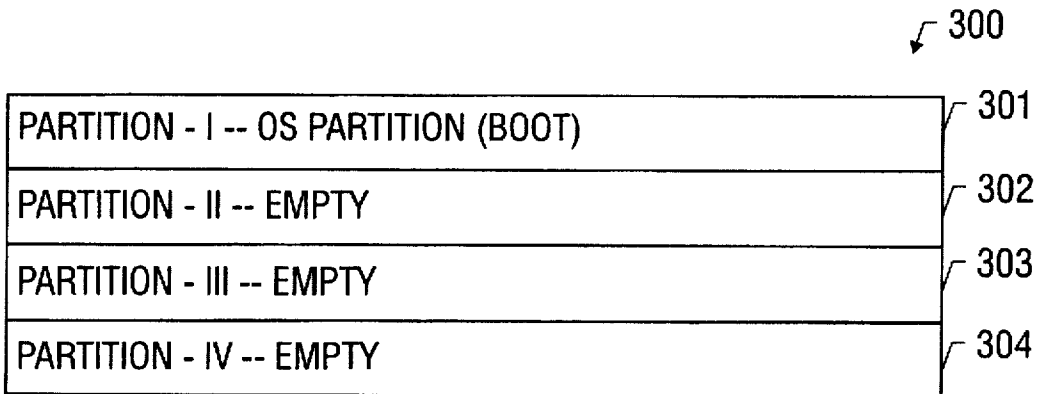 300
PARTITION - I -- OS PARTITION (BOOT) 301
PARTITION - II -- EMPTY 302
PARTITION - III -- EMPTY 303
PARTITION - IV -- EMPTY 304